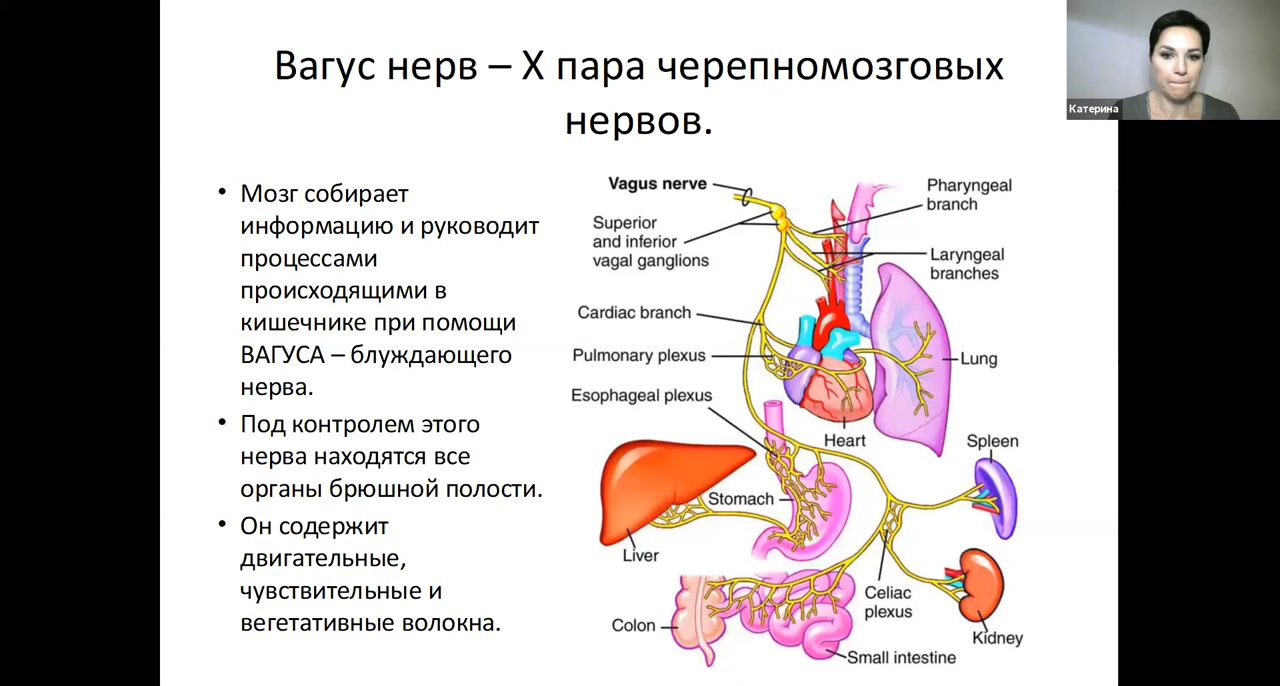 Вагус нерв – X пара черепномозговых
нервов.
Катерина
• Мозг собирает
информацию и руководит
процессами
происходящими в
кишечнике при помощи
ВАГУСА – блуждающего
нерва.
• Под контролем этого
нерва находятся все
органы брюшной полости.
• Он содержит
двигательные,
чувствительные и
вегетативные волокна.
Vagus nerve
Superior
and inferior
vagal ganglions
Cardiac branch
Pulmonary plexus
Esophageal plexus
Pharyngeal
branch
Laryngeal
branches
Lung
Heart
Spleen
Stomach
Liver
Celiac
plexus
Colon
Kidney
Small intestine